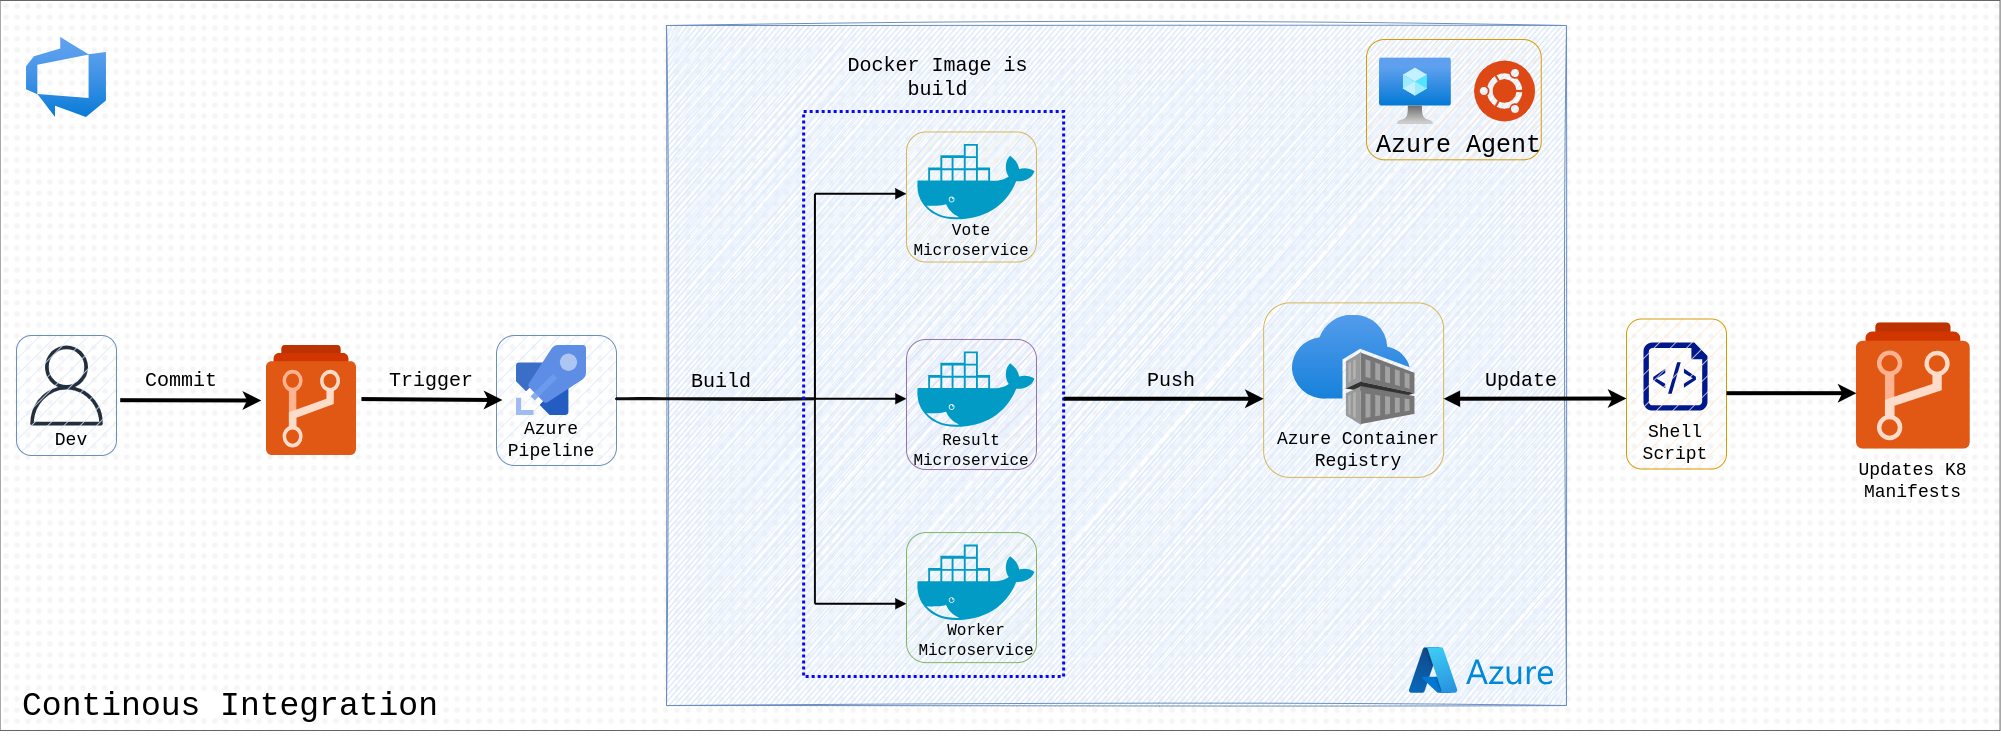 Docker Image is
build
Azure Agent
Vote
Microservice
Commit
Trigger
Build
Push
Update
Dev
Azure
Pipeline
Result
Microservice
Azure Container
Registry
Shell
Script
Updates K8
Manifests
Worker
Microservice
Azure
Continous Integration